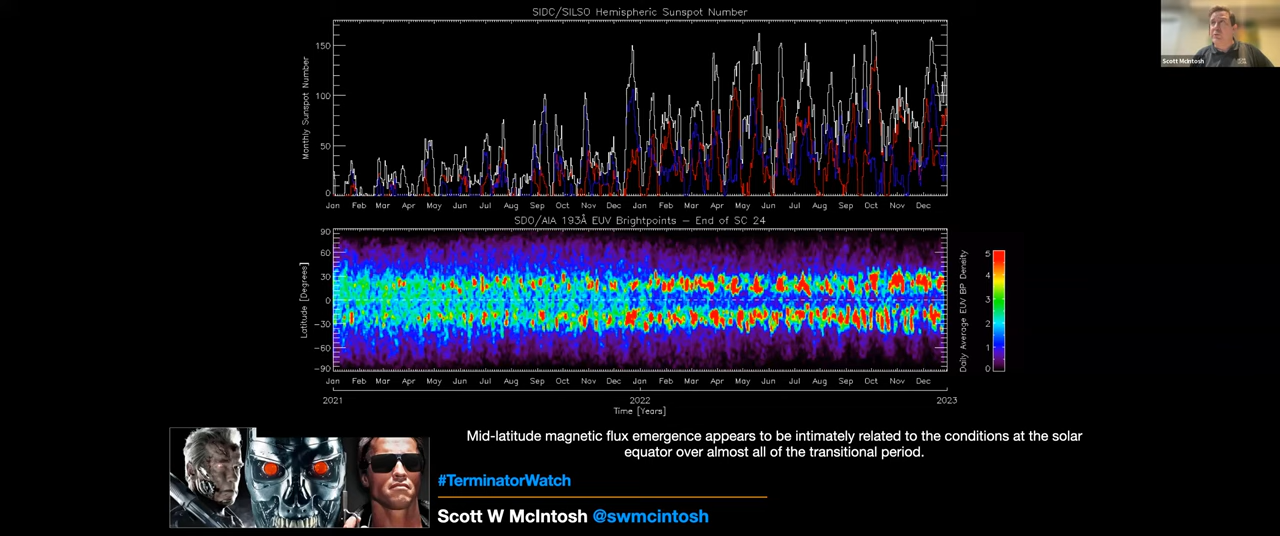 SIDC/SILSO Hemispheric Sunspot Number
Scott McIntosh
Monthly Sunspot Number
150
100
50
0
Jan Feb Mar Apr May Jun Jul Aug Sep Oct Nov Dec Jan Feb Mar Apr May Jun Jul Aug Sep Oct Nov Dec
SDO/AIA 193Å EUV Brightpoints – End of SC 24
Latitude [Degrees]
90
60
30
0
−30
−60
−90
Daily Average EUV BP Density
5
4
3
2
1
0
Jan Feb Mar Apr May Jun Jul Aug Sep Oct Nov Dec Jan Feb Mar Apr May Jun Jul Aug Sep Oct Nov Dec
2021 2022 2023
Time [Years]
Mid-latitude magnetic flux emergence appears to be intimately related to the conditions at the solar
equator over almost all of the transitional period.
#TerminatorWatch
Scott W McIntosh @swmcintosh